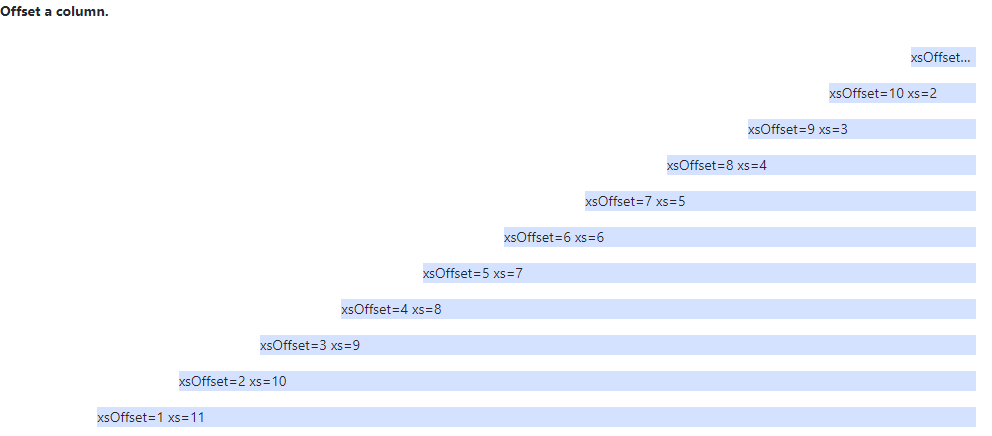 Offset a column.
xsOffset...
xsOffset=10 xs=2
xsOffset=9 xs=3
xsOffset=8 xs=4
xsOffset=7 xs=5
xsOffset=6 xs=6
xsOffset=5 xs=7
xsOffset=4 xs=8
xsOffset=3 xs=9
xsOffset=2 xs=10
xsOffset=1 xs=11